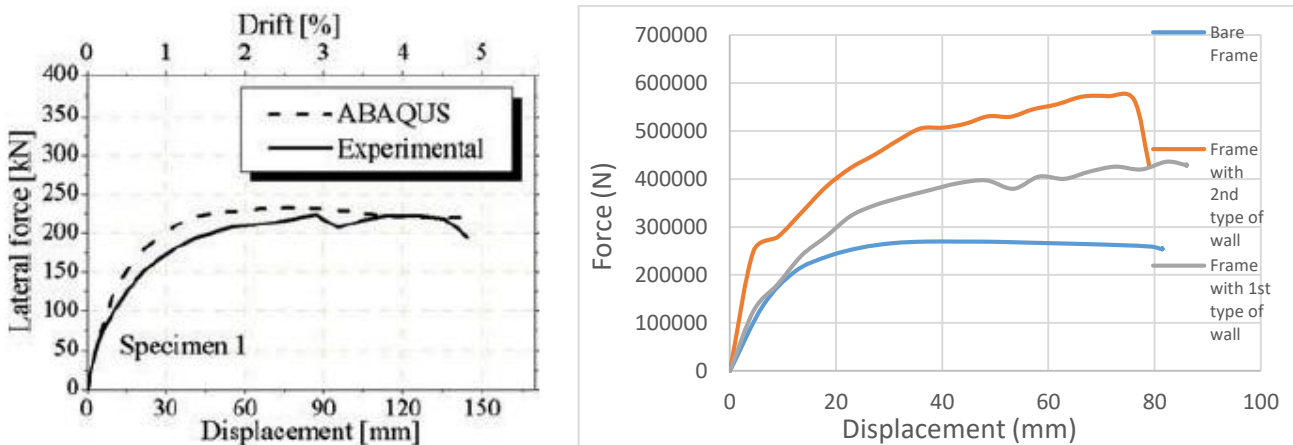 Drift [%]
0 1 2 3 4 5
400
350
300
250
200
150
100
50
0
Lateral force [kN]
ABAQUS
Experimental
Specimen 1
0 30 60 90 120 150
Displacement [mm]
700000
600000
500000
400000
300000
200000
100000
0
Force (N)
0 20 40 60 80 100
Displacement (mm)
Bare
Frame
Frame
with
2nd
type of
wall
Frame
with 1st
type of
wall